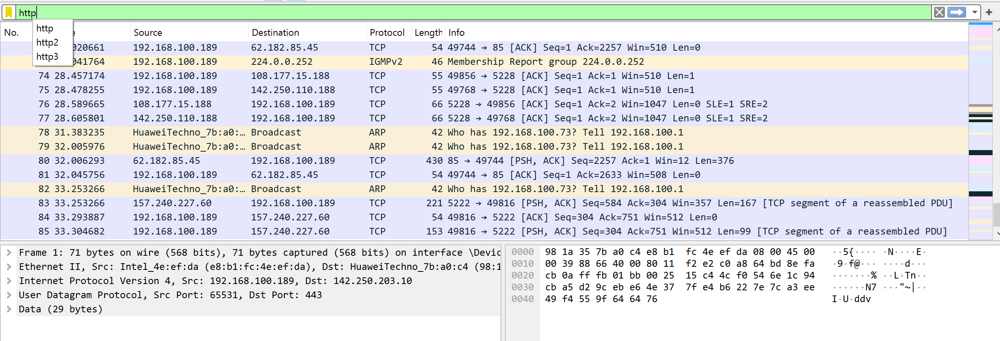 http
http
http2
http3
No. e Source Destination Protocol Length Info
020661 192.168.100.189 62.182.85.45 TCP 54 49744 → 85 [ACK] Seq=1 Ack=2257 Win=510 Len=0
041764 192.168.100.189 224.0.0.252 IGMPv2 46 Membership Report group 224.0.0.252
74 28.457174 192.168.100.189 108.177.15.188 TCP 55 49856 → 5228 [ACK] Seq=1 Ack=1 Win=510 Len=1
75 28.478255 192.168.100.189 142.250.110.188 TCP 55 49768 → 5228 [ACK] Seq=1 Ack=1 Win=510 Len=1
76 28.589665 108.177.15.188 192.168.100.189 TCP 66 5228 → 49856 [ACK] Seq=1 Ack=2 Win=1047 Len=0 SLE=1 SRE=2
77 28.605801 142.250.110.188 192.168.100.189 TCP 66 5228 → 49768 [ACK] Seq=1 Ack=2 Win=1047 Len=0 SLE=1 SRE=2
78 31.383235 HuaweiTechno_7b:a0:… Broadcast ARP 42 Who has 192.168.100.73? Tell 192.168.100.1
79 32.005976 HuaweiTechno_7b:a0:… Broadcast ARP 42 Who has 192.168.100.73? Tell 192.168.100.1
80 32.006293 62.182.85.45 192.168.100.189 TCP 430 85 → 49744 [PSH, ACK] Seq=2257 Ack=1 Win=12 Len=376
81 32.045756 192.168.100.189 62.182.85.45 TCP 54 49744 → 85 [ACK] Seq=1 Ack=2633 Win=508 Len=0
82 33.253266 HuaweiTechno_7b:a0:… Broadcast ARP 42 Who has 192.168.100.73? Tell 192.168.100.1
83 33.253266 157.240.227.60 192.168.100.189 TCP 221 5222 → 49816 [PSH, ACK] Seq=584 Ack=304 Win=357 Len=167 [TCP segment of a reassembled PDU]
84 33.293887 192.168.100.189 157.240.227.60 TCP 54 49816 → 5222 [ACK] Seq=304 Ack=751 Win=512 Len=0
85 33.304682 192.168.100.189 157.240.227.60 TCP 153 49816 → 5222 [PSH, ACK] Seq=304 Ack=751 Win=512 Len=99 [TCP segment of a reassembled PDU]
Frame 1: 71 bytes on wire (568 bits), 71 bytes captured (568 bits) on interface \Devic
Ethernet II, Src: Intel_4e:ef:da (e8:b1:fc:4e:ef:da), Dst: HuaweiTechno_7b:a0:c4 (98:1
Internet Protocol Version 4, Src: 192.168.100.189, Dst: 142.250.203.10
User Datagram Protocol, Src Port: 65531, Dst Port: 443
Data (29 bytes)
0000 98 1a 35 7b a0 c4 e8 b1 fc 4e ef da 08 00 45 00 ··5{···· ·N····E·
0010 00 39 88 66 40 00 80 11 f2 e2 c0 a8 64 bd 8e fa ·9·f@··· ····d···
0020 cb 0a ff fb 01 bb 00 25 15 c4 4c f0 54 6e 1c 94 ·······% ··L·Tn··
0030 cb a5 d2 9c eb e6 4e 37 7f e4 b6 22 7e 7c a3 ee ······N7 ···"~|··
0040 49 f4 55 9f 64 64 76 I·U·ddv